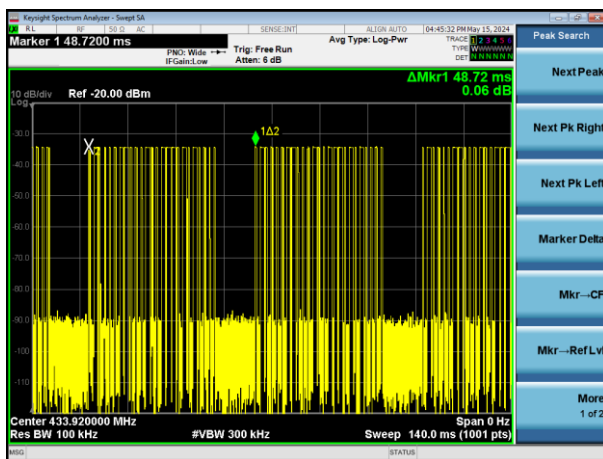 Keysight Spectrum Analyzer - Swept SA
RL RF 50 Ω AC SENSE:INT ALIGN AUTO 04:45:32 PM May 15, 2024
Marker 1 48.7200 ms Avg Type: Log-Pwr TRACE 1 2 3 4 5 6
PNO: Wide Trig: Free Run TYPE WWWWWW
IFGain:Low Atten: 6 dB DET NNNNNN
Peak Search
Next Peak
Next Pk Right
Next Pk Left
Marker Delta
Mkr→CF
Mkr→Ref Lvl
More
1 of 2
ΔMkr1 48.72 ms
0.06 dB
10 dB/div Ref -20.00 dBm
Log
-30.0
-40.0
-50.0
-60.0
-70.0
-80.0
-90.0
-100
-110
X2
1Δ2
Center 433.920000 MHz Span 0 Hz
Res BW 100 kHz #VBW 300 kHz Sweep 140.0 ms (1001 pts)
MSG STATUS